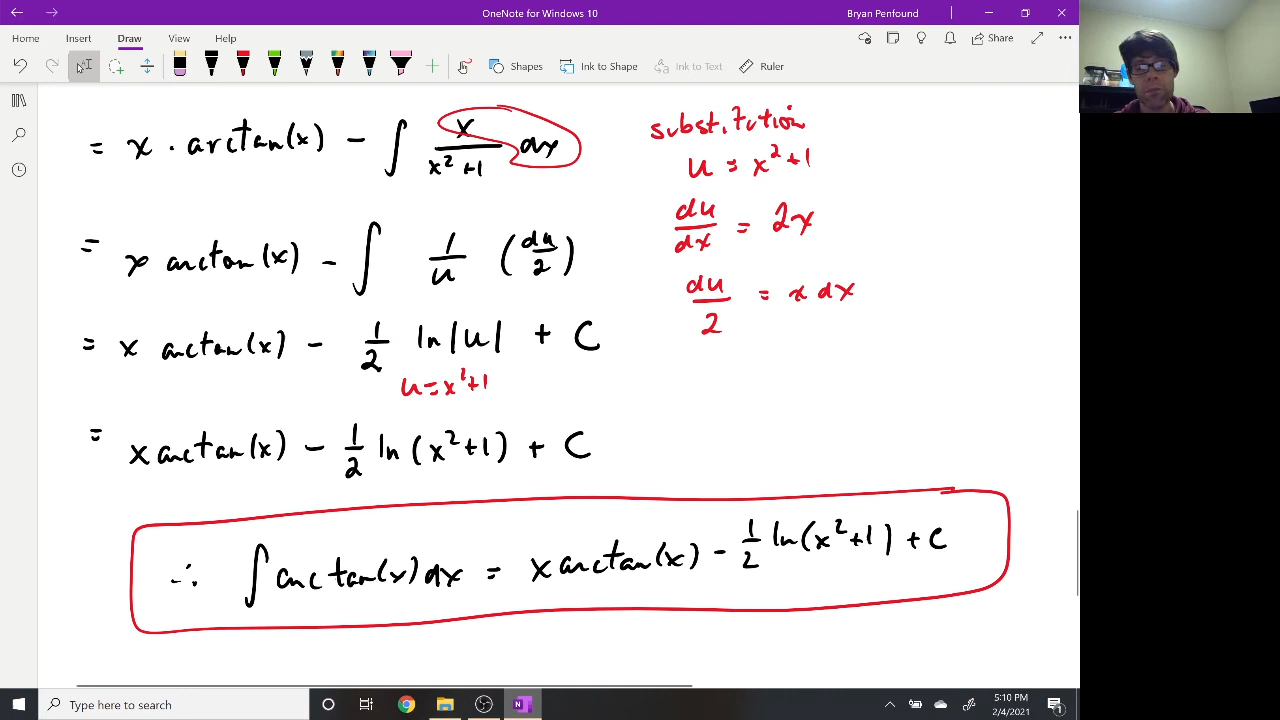 OneNote for Windows 10
Bryan Penfound
Home Insert Draw View Help
Share
Shapes Ink to Shape Ink to Text Ruler
= x · arctan(x) − ∫ x/(x² + 1) dx
substitution
u = x² + 1
du/dx = 2x
= x arctan(x) − ∫ 1/u (du/2)
du/2 = x dx
= x arctan(x) − 1/2 ln|u| + C
u = x² + 1
= x arctan(x) − 1/2 ln(x² + 1) + C
∴ ∫ arctan(x) dx = x arctan(x) − 1/2 ln(x² + 1) + C
Type here to search
5:10 PM
2/4/2021
1